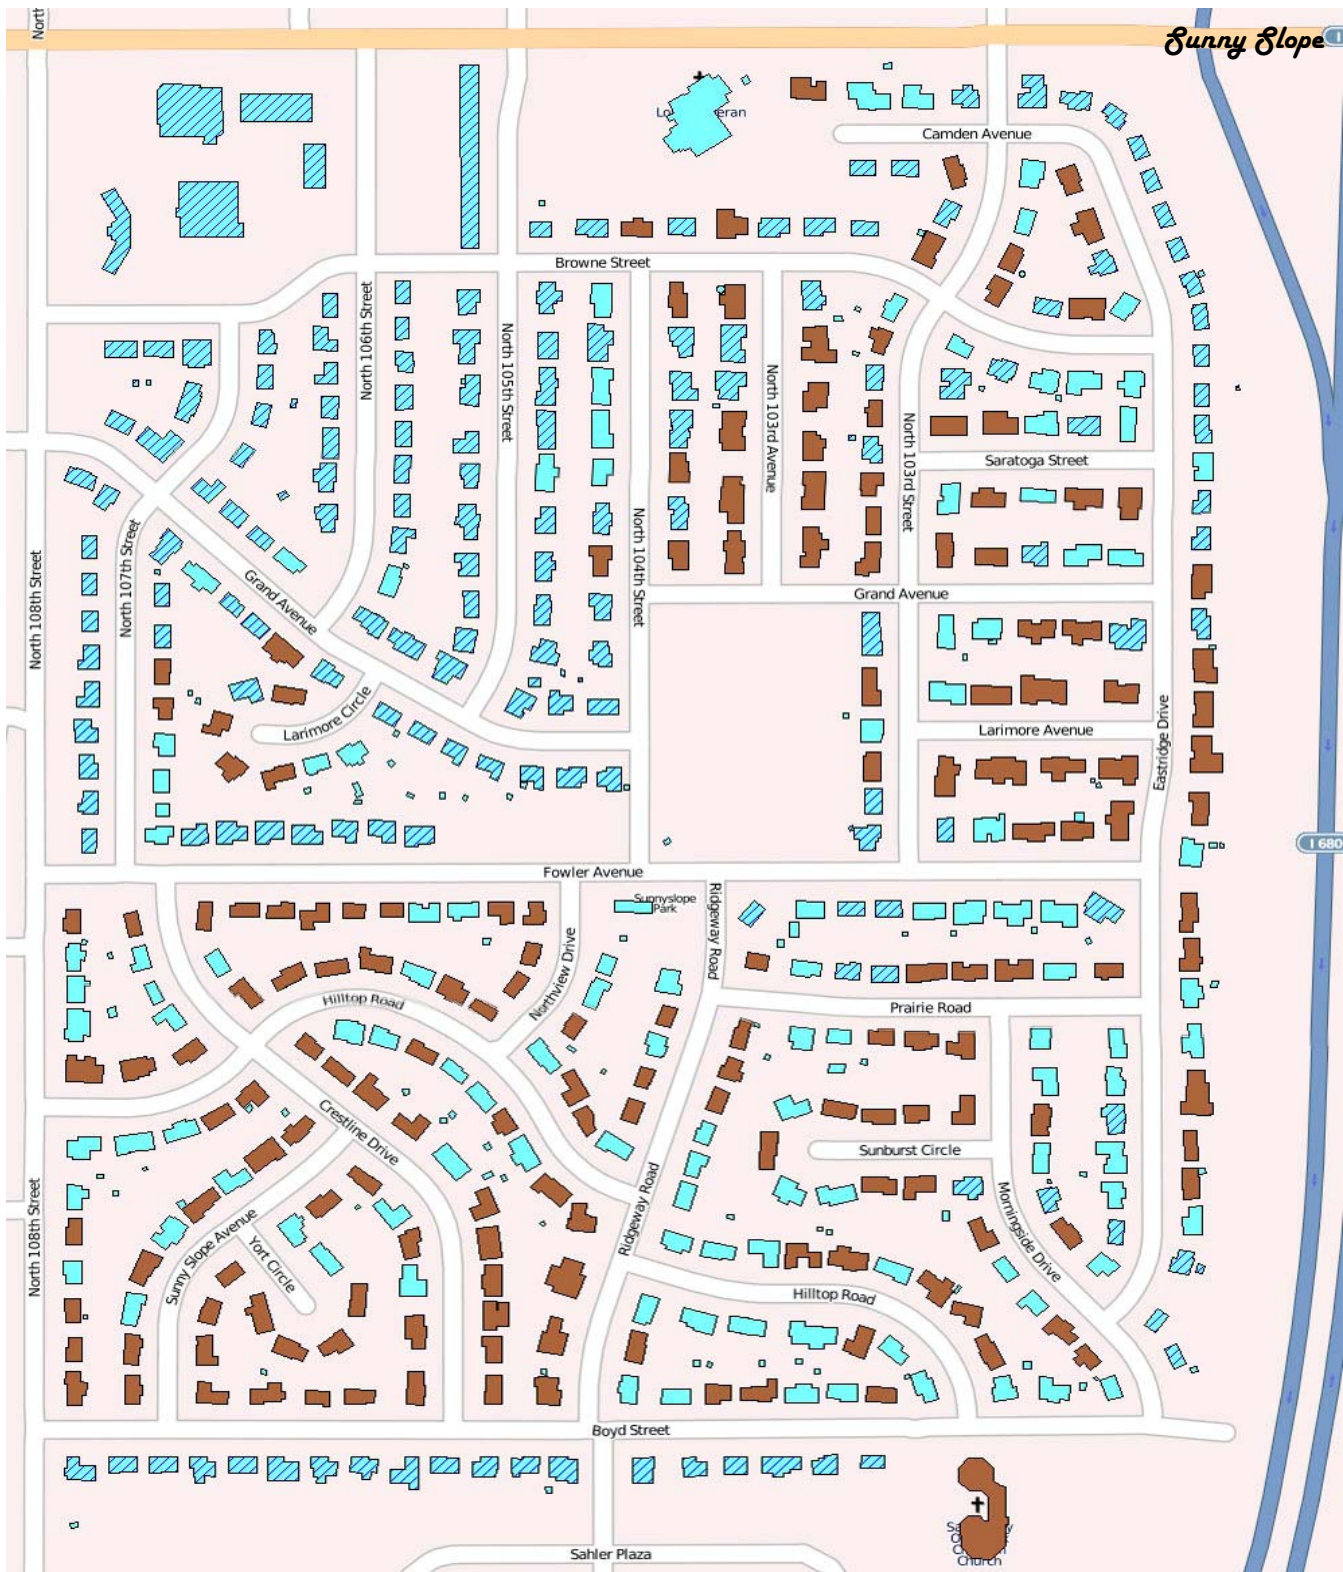 North
Sunny Slope
Camden Avenue
Browne Street
North 106th Street
North 105th Street
North 103rd Avenue
North 103rd Street
Saratoga Street
North 104th Street
North 108th Street
North 107th Street
Grand Avenue
Grand Avenue
Larimore Circle
Larimore Avenue
Eastridge Drive
I 680
Fowler Avenue
Sunnyslope
Park
Ridgeway Road
Northview Drive
Hilltop Road
Prairie Road
Crestline Drive
Sunburst Circle
North 108th Street
Sunny Slope Avenue
Yort Circle
Ridgeway Road
Morningside Drive
Hilltop Road
Boyd Street
Church
Sahler Plaza